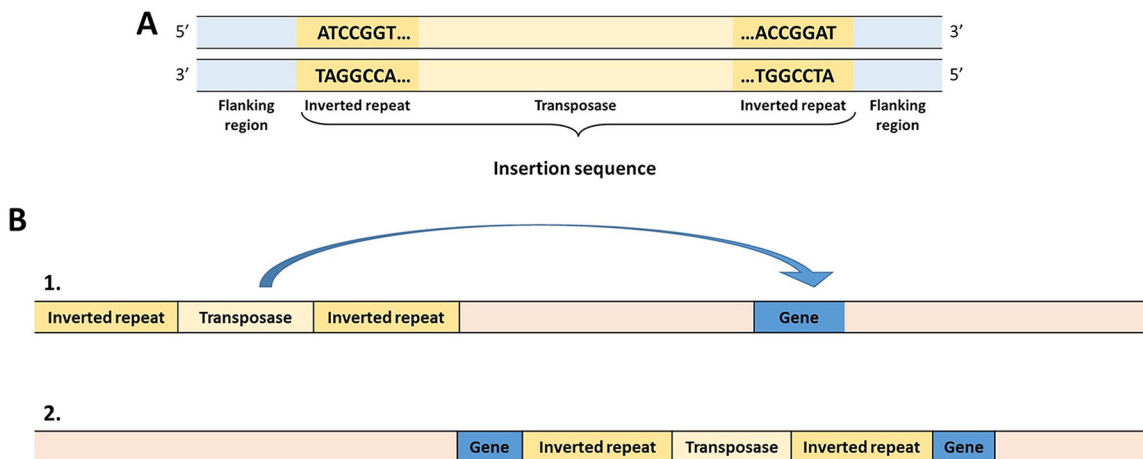 A
5’ ATCCGGT... ...ACCGGAT 3’
3’ TAGGCCA... ...TGGCCTA 5’
Flanking region Inverted repeat Transposase Inverted repeat Flanking region
Insertion sequence
B
1.
Inverted repeat Transposase Inverted repeat Gene
2.
Gene Inverted repeat Transposase Inverted repeat Gene